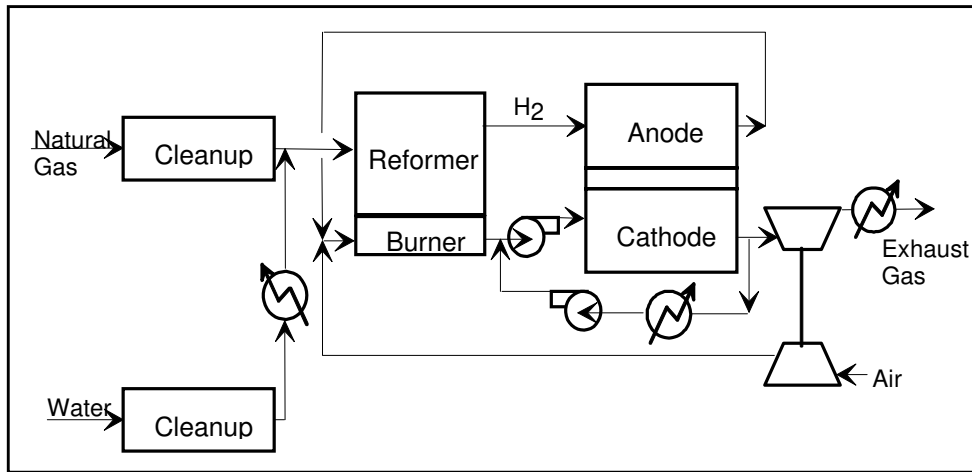 H2
Natural
Gas
Cleanup
Reformer
Anode
Burner
Cathode
Exhaust
Gas
Water
Cleanup
Air